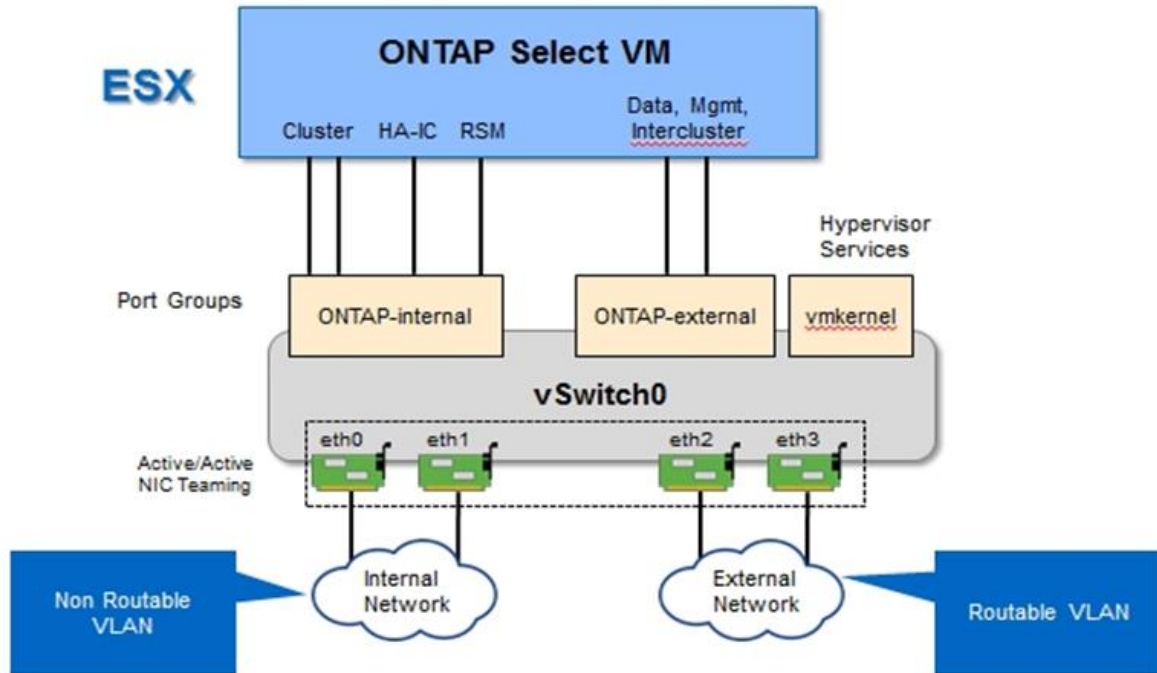 ONTAP Select VM
ESX
Data, Mgmt,
Cluster HA-IC RSM Intercluster
Hypervisor
Services
Port Groups
ONTAP-internal ONTAP-external vmkernel
vSwitch0
eth0 eth1 eth2 eth3
Active/Active
NIC Teaming
Internal
Network
External
Network
Non Routable
VLAN
Routable VLAN